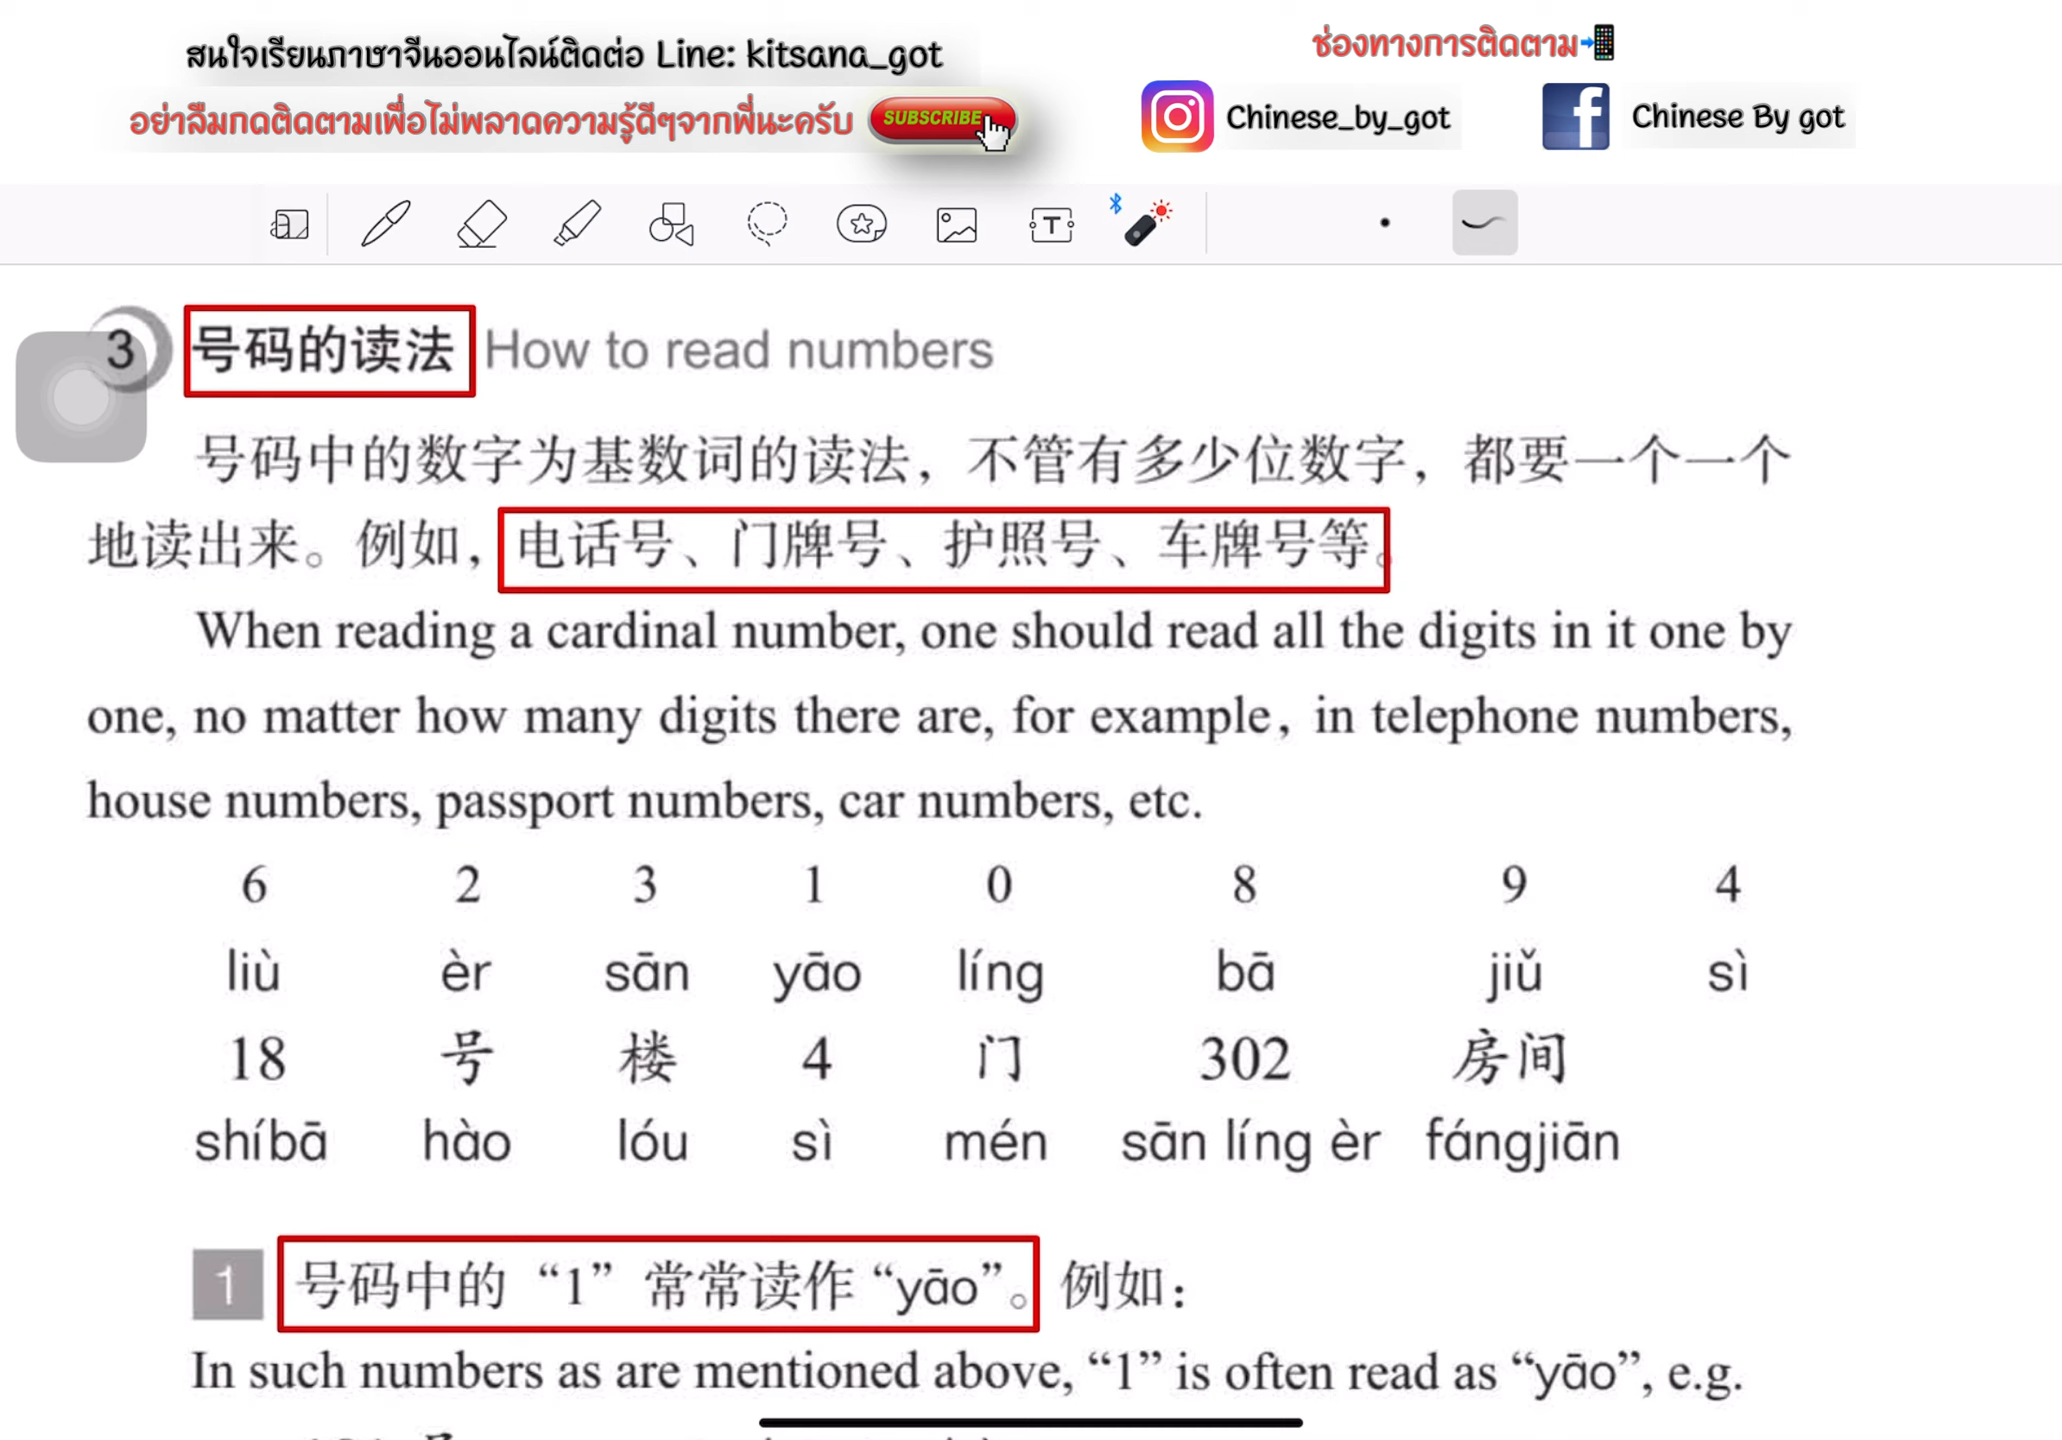 สนใจเรียนภาษาจีนออนไลน์ติดต่อ Line: kitsana_got
ช่องทางการติดตาม
อย่าลืมกดติดตามเพื่อไม่พลาดความรู้ดีๆจากพี่นะครับ SUBSCRIBE
Chinese_by_got
Chinese By got
3 号码的读法 How to read numbers
号码中的数字为基数词的读法，不管有多少位数字，都要一个一个
地读出来。例如，电话号、门牌号、护照号、车牌号等。
When reading a cardinal number, one should read all the digits in it one by
one, no matter how many digits there are, for example, in telephone numbers,
house numbers, passport numbers, car numbers, etc.
6 2 3 1 0 8 9 4
liù èr sān yāo líng bā jiǔ sì
18 号 楼 4 门 302 房间
shíbā hào lóu sì mén sān líng èr fángjiān
1 号码中的“1”常常读作“yāo”。例如：
In such numbers as are mentioned above, “1” is often read as “yāo”, e.g.